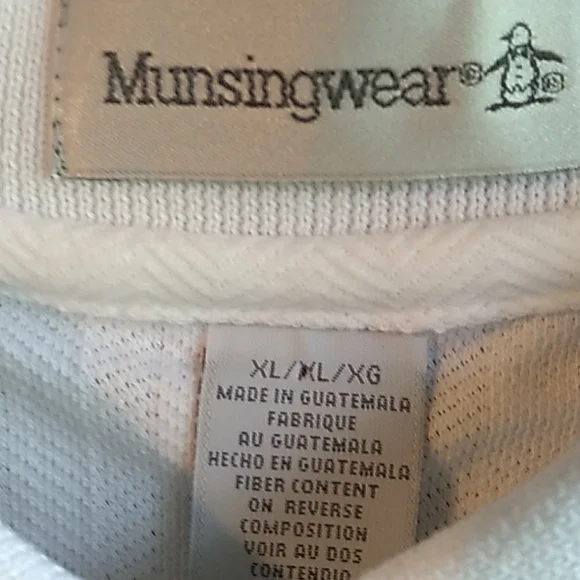 Munsingwear®
®
XL/XL/XG
MADE IN GUATEMALA
FABRIQUE
AU GUATEMALA
HECHO EN GUATEMALA
FIBER CONTENT
ON REVERSE
COMPOSITION
VOIR AU DOS
CONTENDIO